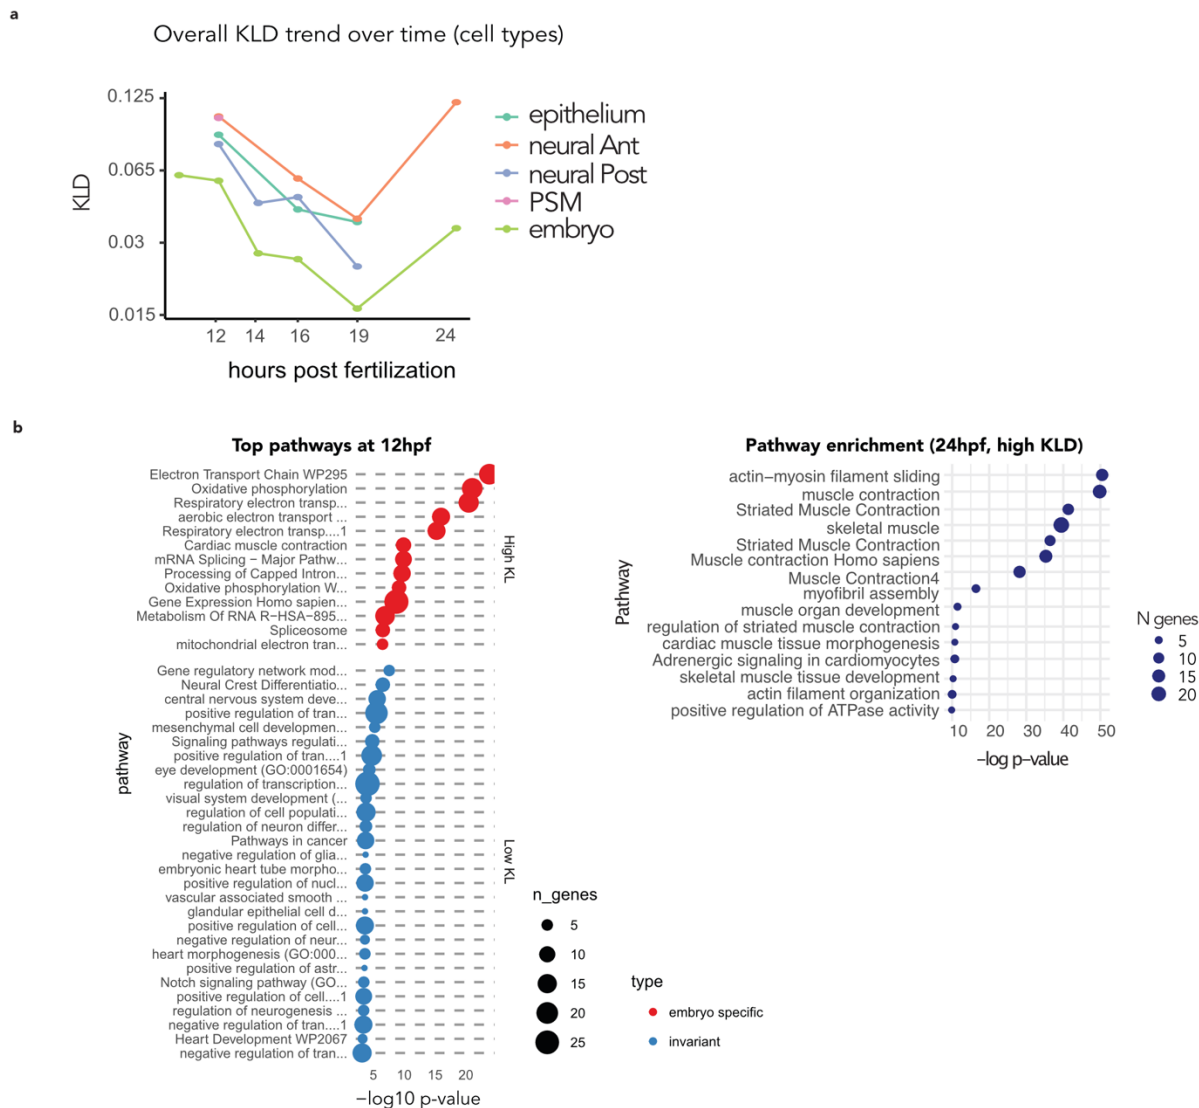 a
Overall KLD trend over time (cell types)
0.125
0.065
0.03
0.015
KLD
12 14 16 19 24
hours post fertilization
epithelium
neural Ant
neural Post
PSM
embryo
b
Top pathways at 12hpf
Electron Transport Chain WP295
Oxidative phosphorylation
Respiratory electron transp...
aerobic electron transport ...
Respiratory electron transp....1
Cardiac muscle contraction
mRNA Splicing − Major Pathw...
Processing of Capped Intron...
Oxidative phosphorylation W...
Gene Expression Homo sapien...
Metabolism Of RNA R−HSA−895...
Spliceosome
mitochondrial electron tran...
High KL
Gene regulatory network mod...
Neural Crest Differentiatio...
central nervous system deve...
positive regulation of tran...
mesenchymal cell developmen...
Signaling pathways regulati...
positive regulation of tran....1
eye development (GO:0001654)
regulation of transcription...
visual system development (...
regulation of cell populati...
regulation of neuron differ...
Pathways in cancer
negative regulation of glia...
embryonic heart tube morpho...
positive regulation of nucl...
vascular associated smooth ...
glandular epithelial cell d...
positive regulation of cell...
negative regulation of neur...
heart morphogenesis (GO:000...
positive regulation of astr...
Notch signaling pathway (GO...
positive regulation of cell....1
regulation of neurogenesis ...
negative regulation of tran....1
Heart Development WP2067
negative regulation of tran...
Low KL
pathway
5 10 15 20
−log10 p-value
n_genes
5
10
15
20
25
type
embryo specific
invariant
Pathway enrichment (24hpf, high KLD)
actin−myosin filament sliding
muscle contraction
Striated Muscle Contraction
skeletal muscle
Striated Muscle Contraction
Muscle contraction Homo sapiens
Muscle Contraction4
myofibril assembly
muscle organ development
regulation of striated muscle contraction
cardiac muscle tissue morphogenesis
Adrenergic signaling in cardiomyocytes
skeletal muscle tissue development
actin filament organization
positive regulation of ATPase activity
Pathway
10 20 30 40 50
−log p−value
N genes
5
10
15
20